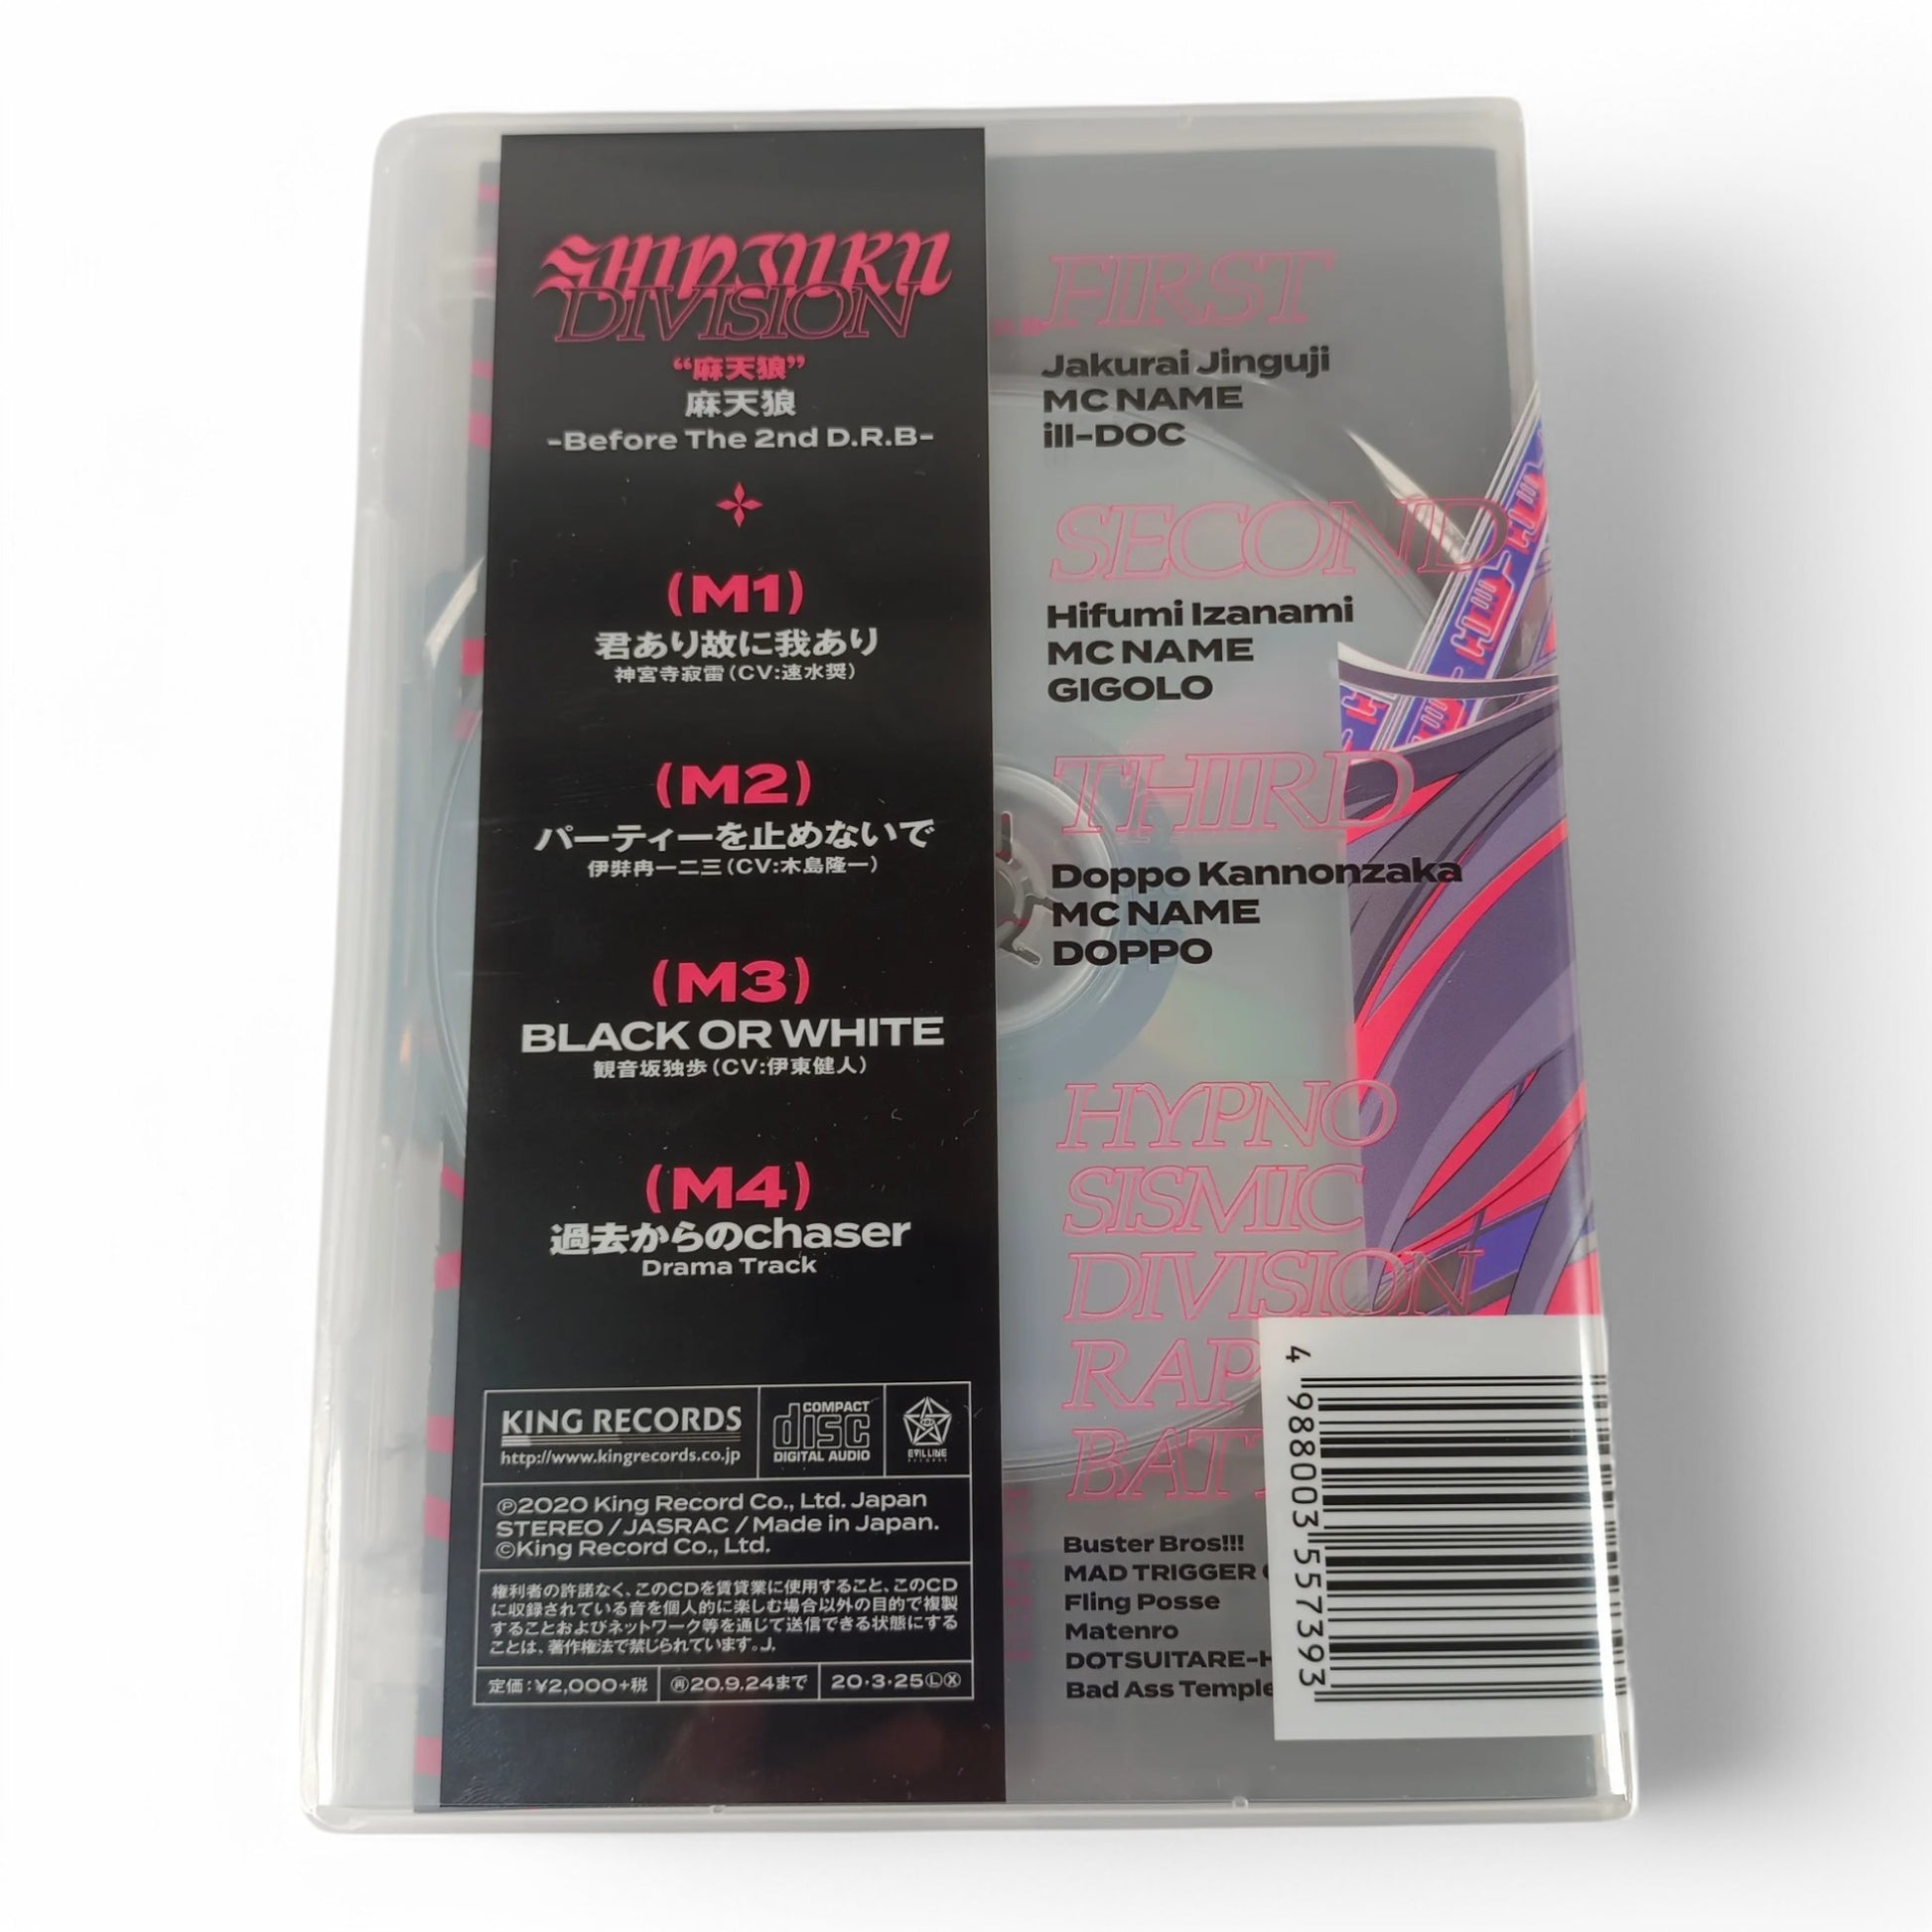 SHINJUKU
DIVISION
“麻天狼”
麻天狼
-Before The 2nd D.R.B-
(M1)
君あり故に我あり
神宮寺寂雷(CV:速水奨)
(M2)
パーティーを止めないで
伊弉冉一二三(CV:木島隆一)
(M3)
BLACK OR WHITE
観音坂独歩(CV:伊東健人)
(M4)
過去からのchaser
Drama Track
KING RECORDS
http://www.kingrecords.co.jp
COMPACT
disc
DIGITAL AUDIO
EVIL LINE
RECORDS
Ⓟ2020 King Record Co., Ltd. Japan
STEREO / JASRAC / Made in Japan.
©King Record Co., Ltd.
権利者の許諾なく、このCDを賃貸業に使用すること、このCD
に収録されている音を個人的に楽しむ場合以外の目的で複製
することおよびネットワーク等を通じて送信できる状態にする
ことは、著作権法で禁じられています。J.
定価:¥2,000+税
㊢20.9.24まで
20·3·25ⓁⓍ
FIRST
Jakurai Jinguji
MC NAME
ill-DOC
SECOND
Hifumi Izanami
MC NAME
GIGOLO
THIRD
Doppo Kannonzaka
MC NAME
DOPPO
HYPNO
SISMIC
DIVISION
RAP
BATT
Buster Bros!!!
MAD TRIGGER
Fling Posse
Matenro
DOTSUITARE-H
Bad Ass Temple
4 988003 557393